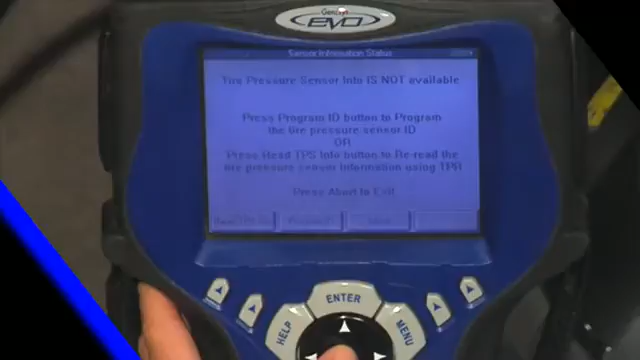 Genisys
EVO
Sensor Information Status
Tire Pressure Sensor Info IS NOT available
Press Program ID button to Program
the tire pressure sensor ID
OR
Press Read TPS Info button to Re-read the
tire pressure sensor Information using TPR
Press Abort to Exit
ENTER
HELP
MENU